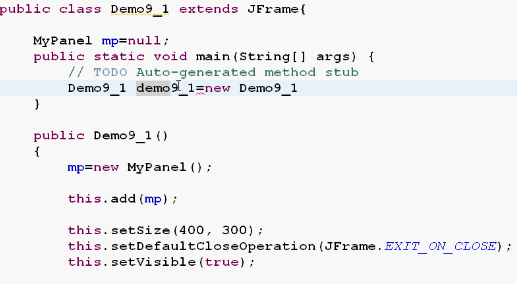 public class Demo9_1 extends JFrame{
MyPanel mp=null;
public static void main(String[] args) {
// TODO Auto-generated method stub
Demo9_1 demo9_1=new Demo9_1
}
public Demo9_1()
{
mp=new MyPanel();
this.add(mp);
this.setSize(400, 300);
this.setDefaultCloseOperation(JFrame.EXIT_ON_CLOSE);
this.setVisible(true);